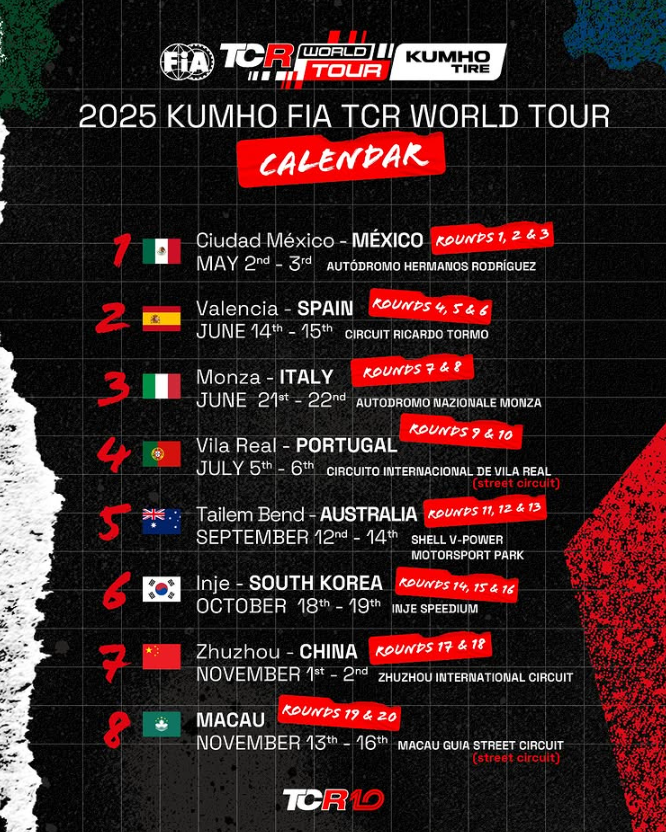 FIA TCR WORLD TOUR KUMHO TIRE
2025 KUMHO FIA TCR WORLD TOUR
CALENDAR
1 Ciudad México - MÉXICO ROUNDS 1, 2 & 3
MAY 2nd - 3rd AUTÓDROMO HERMANOS RODRÍGUEZ
2 Valencia - SPAIN ROUNDS 4, 5 & 6
JUNE 14th - 15th CIRCUIT RICARDO TORMO
3 Monza - ITALY ROUNDS 7 & 8
JUNE 21st - 22nd AUTODROMO NAZIONALE MONZA
4 Vila Real - PORTUGAL ROUNDS 9 & 10
JULY 5th - 6th CIRCUITO INTERNACIONAL DE VILA REAL
(street circuit)
5 Tailem Bend - AUSTRALIA ROUNDS 11, 12 & 13
SEPTEMBER 12nd - 14th SHELL V-POWER
MOTORSPORT PARK
6 Inje - SOUTH KOREA ROUNDS 14, 15 & 16
OCTOBER 18th - 19th INJE SPEEDIUM
7 Zhuzhou - CHINA ROUNDS 17 & 18
NOVEMBER 1st - 2nd ZHUZHOU INTERNATIONAL CIRCUIT
8 MACAU ROUNDS 19 & 20
NOVEMBER 13th - 16th MACAU GUIA STREET CIRCUIT
(street circuit)
TCR10